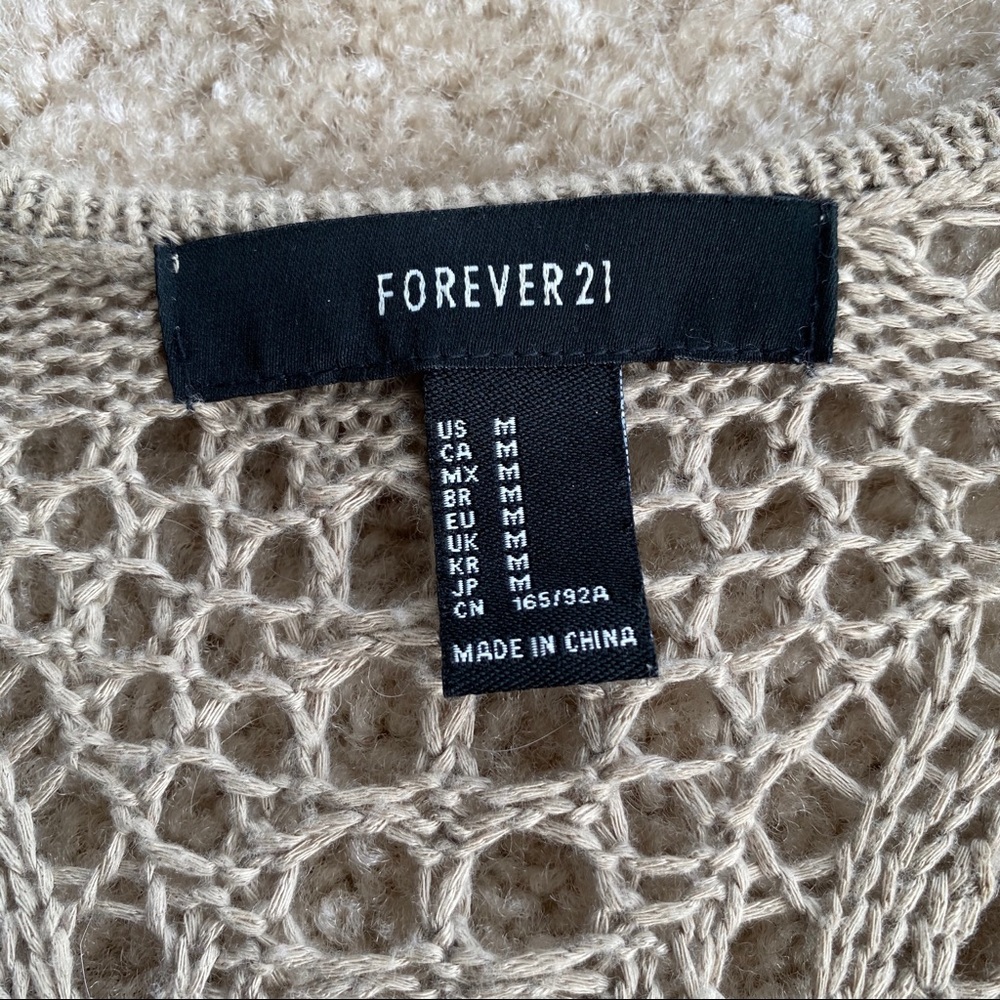 FOREVER 21
US M
CA M
MX M
BR M
EU M
UK M
KR M
JP M
CN 165/92A
MADE IN CHINA